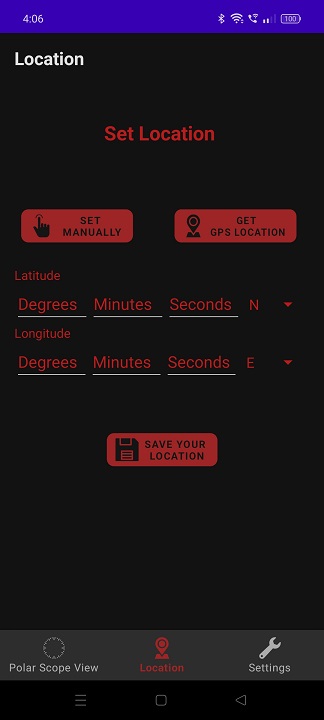 4:06
100
Location
Set Location
SET
MANUALLY
GET
GPS LOCATION
Latitude
Degrees Minutes Seconds N
Longitude
Degrees Minutes Seconds E
SAVE YOUR
LOCATION
Polar Scope View Location Settings